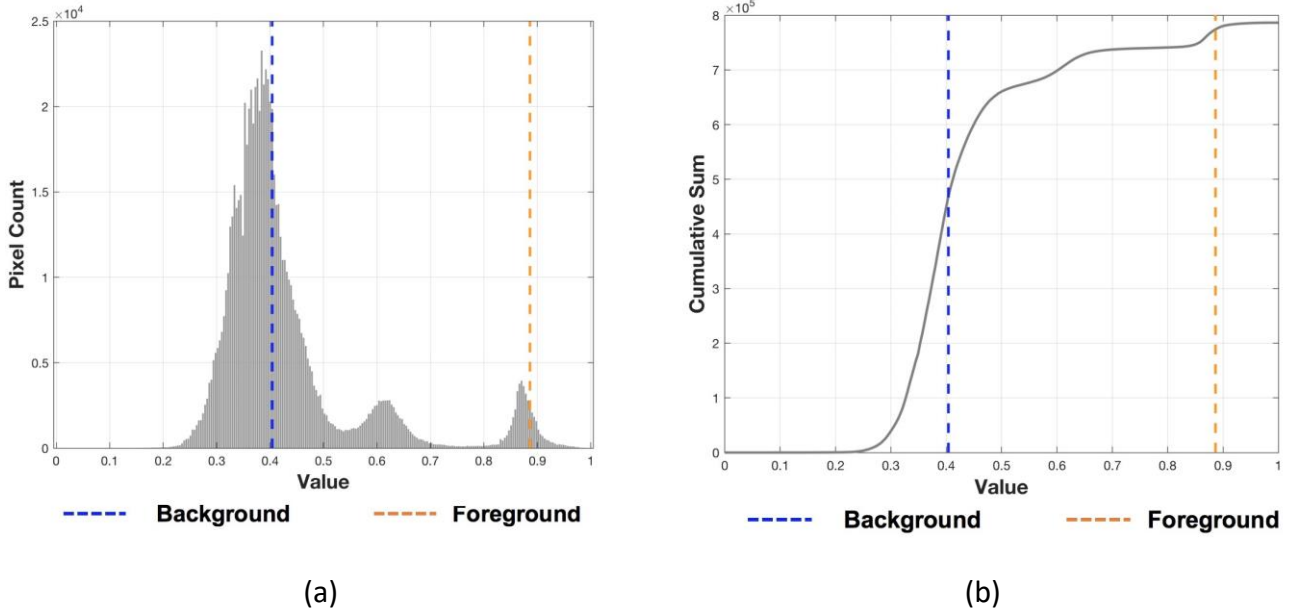 ×10⁴
2.5
2
1.5
1
0.5
0
Pixel Count
0 0.1 0.2 0.3 0.4 0.5 0.6 0.7 0.8 0.9 1
Value
Background Foreground
(a)
×10⁵
8
7
6
5
4
3
2
1
0
Cumulative Sum
0 0.1 0.2 0.3 0.4 0.5 0.6 0.7 0.8 0.9 1
Value
Background Foreground
(b)